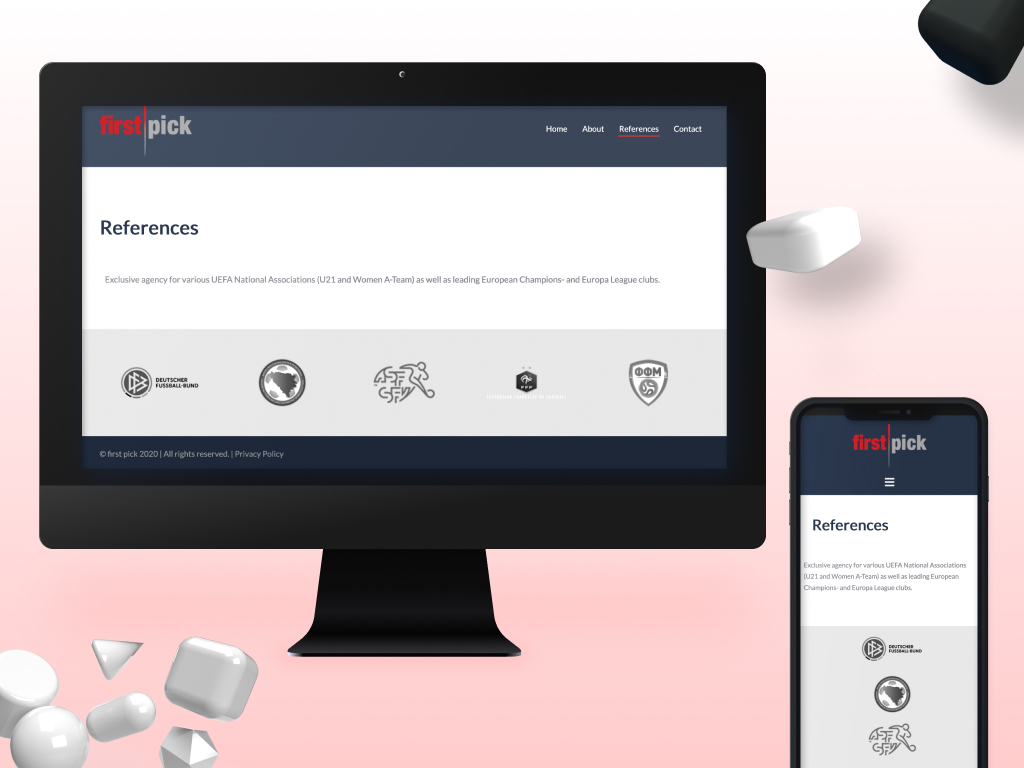 first pick
Home About References Contact
References
Exclusive agency for various UEFA National Associations (U21 and Women A-Team) as well as leading European Champions- and Europa League clubs.
DEUTSCHER
FUSSBALL-BUND
ASF
SFV
FFF
ФФМ
© first pick 2020 | All rights reserved. | Privacy Policy
first pick
References
Exclusive agency for various UEFA National Associations
(U21 and Women A-Team) as well as leading European
Champions- and Europa League clubs.
DEUTSCHER
FUSSBALL-BUND
ASF
SFV